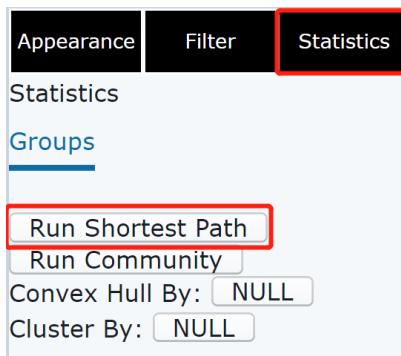 Appearance Filter Statistics
Statistics
Groups
Run Shortest Path
Run Community
Convex Hull By: NULL
Cluster By: NULL